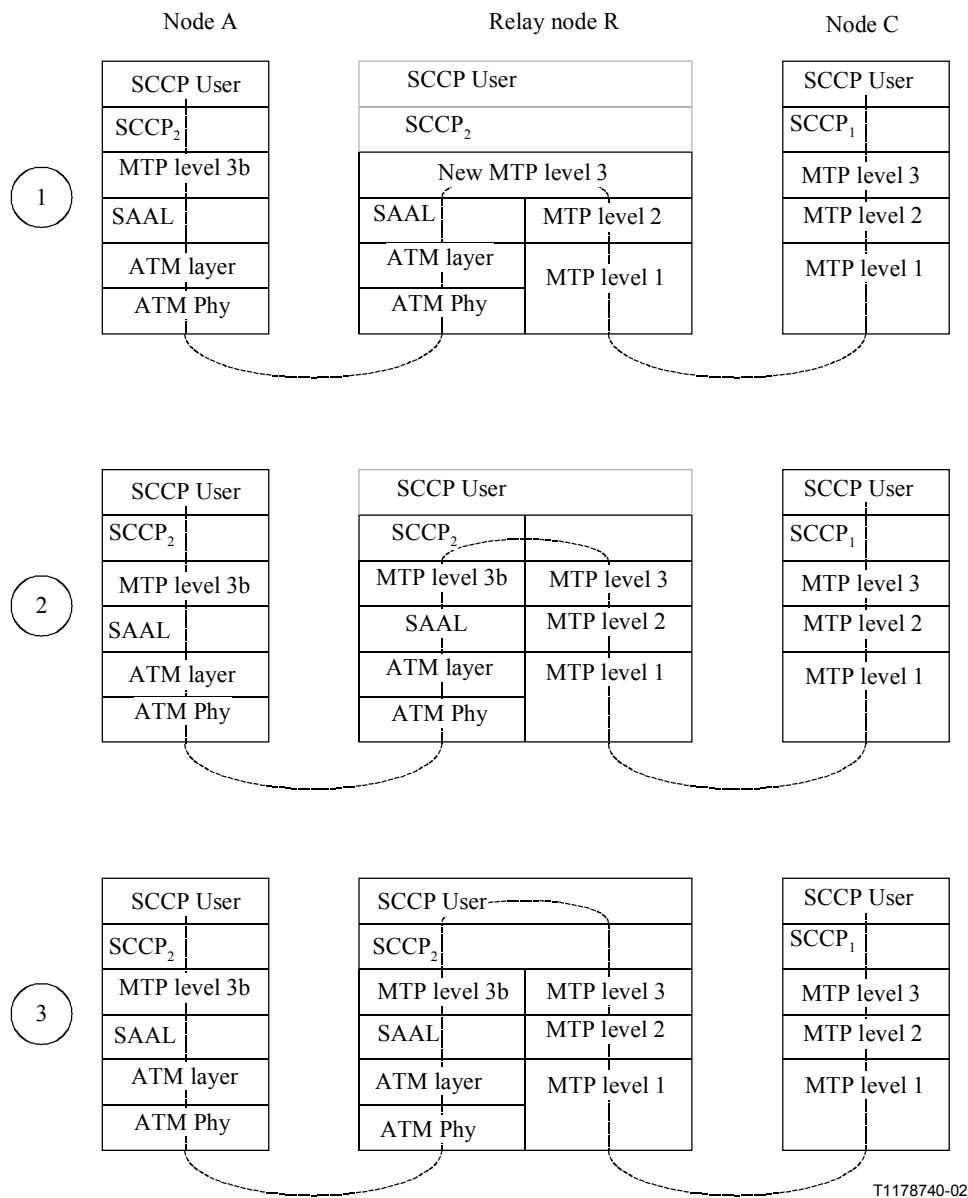 Node A
Relay node R
Node C
1
SCCP User
SCCP₂
MTP level 3b
SAAL
ATM layer
ATM Phy
SCCP User
SCCP₂
New MTP level 3
SAAL
MTP level 2
ATM layer
MTP level 1
ATM Phy
SCCP User
SCCP₁
MTP level 3
MTP level 2
MTP level 1
2
SCCP User
SCCP₂
MTP level 3b
SAAL
ATM layer
ATM Phy
SCCP User
SCCP₂
MTP level 3b
MTP level 3
SAAL
MTP level 2
ATM layer
MTP level 1
ATM Phy
SCCP User
SCCP₁
MTP level 3
MTP level 2
MTP level 1
3
SCCP User
SCCP₂
MTP level 3b
SAAL
ATM layer
ATM Phy
SCCP User
SCCP₂
MTP level 3b
MTP level 3
SAAL
MTP level 2
ATM layer
MTP level 1
ATM Phy
SCCP User
SCCP₁
MTP level 3
MTP level 2
MTP level 1
T1178740-02